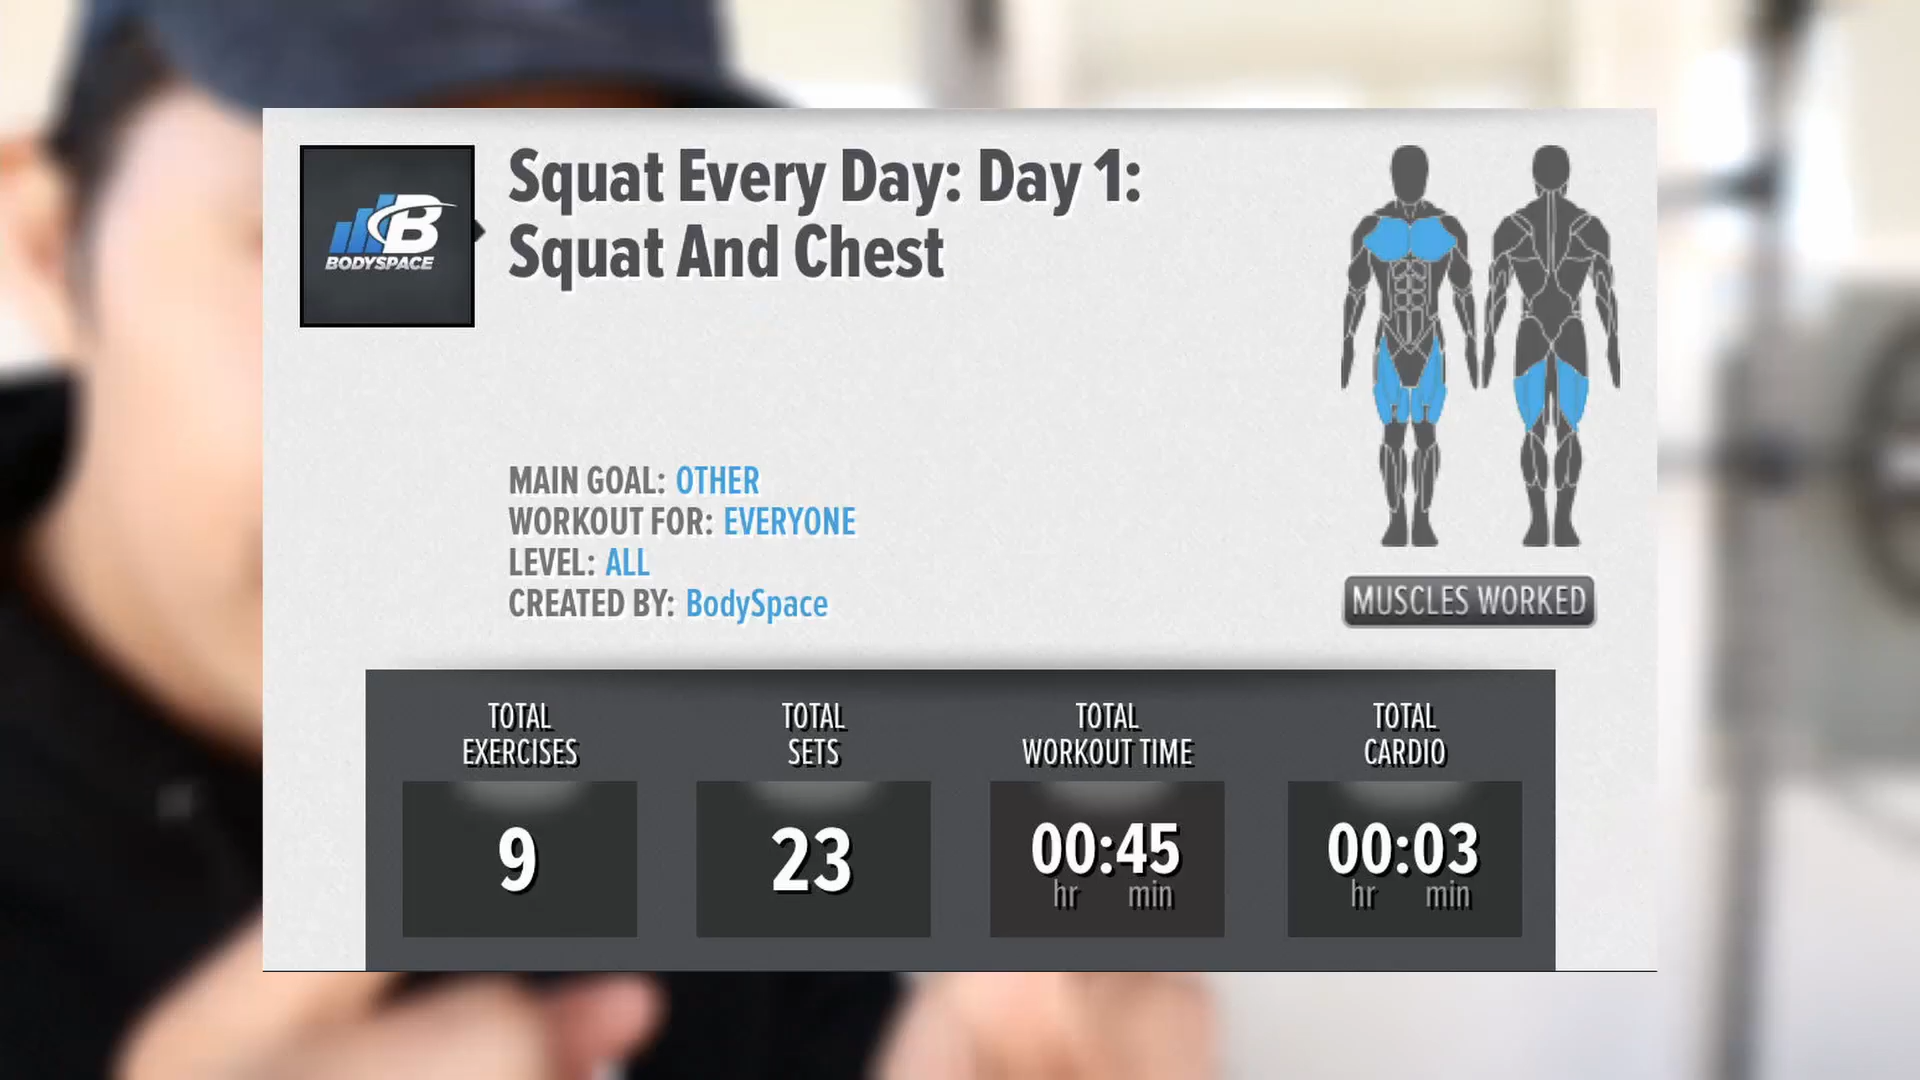 BODYSPACE
Squat Every Day: Day 1:
Squat And Chest
MAIN GOAL: OTHER
WORKOUT FOR: EVERYONE
LEVEL: ALL
CREATED BY: BodySpace
MUSCLES WORKED
TOTAL
EXERCISES
9
TOTAL
SETS
23
TOTAL
WORKOUT TIME
00:45
hr min
TOTAL
CARDIO
00:03
hr min